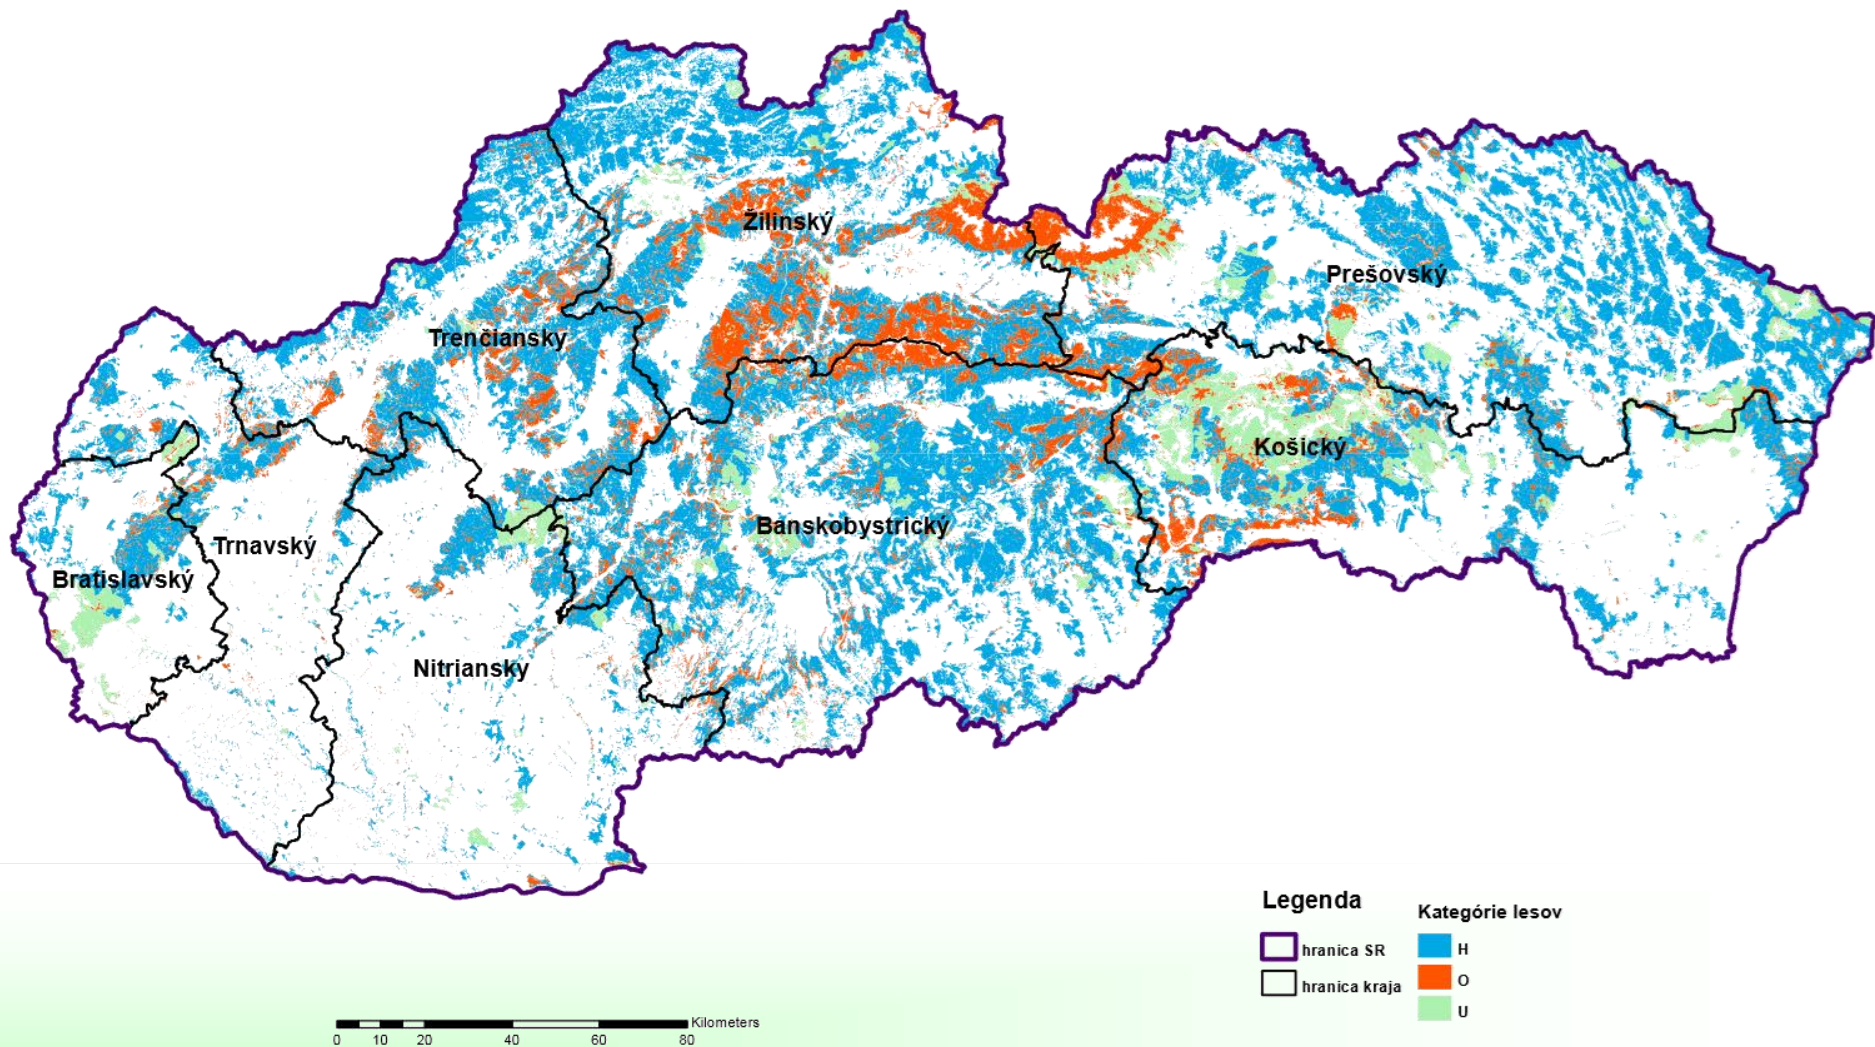 Žilinský
Prešovský
Trenčiansky
Košický
Banskobystrický
Trnavský
Bratislavský
Nitriansky
Legenda
Kategórie lesov
hranica SR
H
hranica kraja
O
U
Kilometers
0 10 20 40 60 80